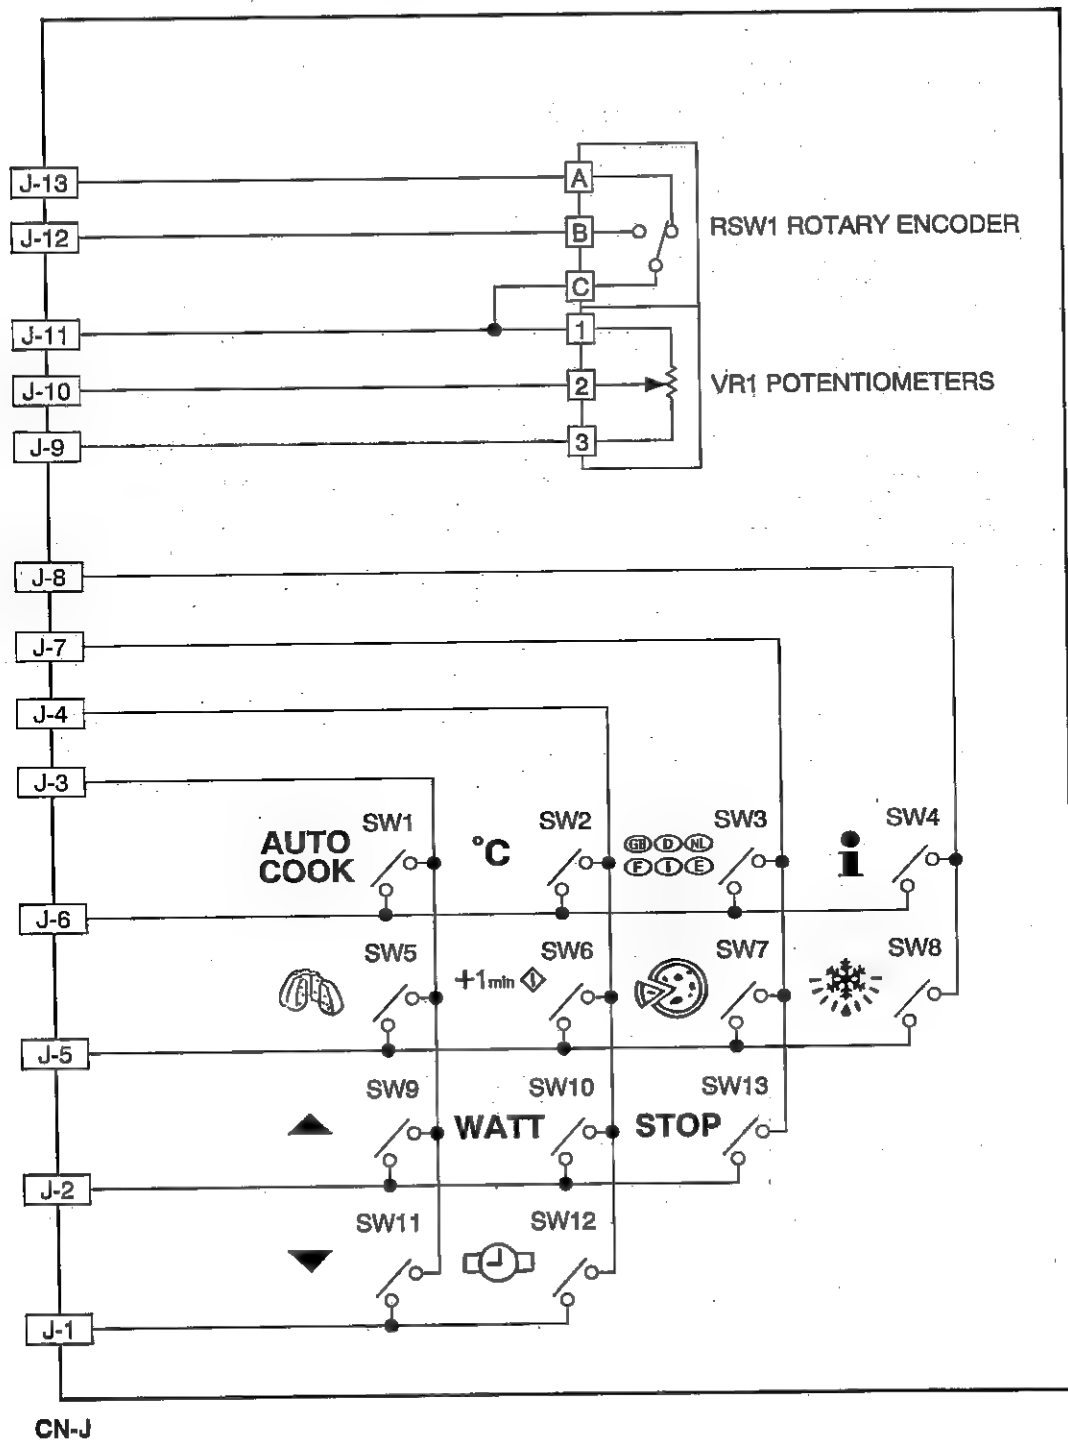 J-13
A
J-12
B
RSW1 ROTARY ENCODER
C
J-11
1
J-10
2
VR1 POTENTIOMETERS
J-9
3
J-8
J-7
J-4
J-3
SW1
SW2
SW3
SW4
AUTO
COOK
°C
GB D NL
F I E
i
J-6
SW5
SW6
SW7
SW8
+1min
J-5
SW9
SW10
SW13
WATT
STOP
J-2
SW11
SW12
J-1
CN-J